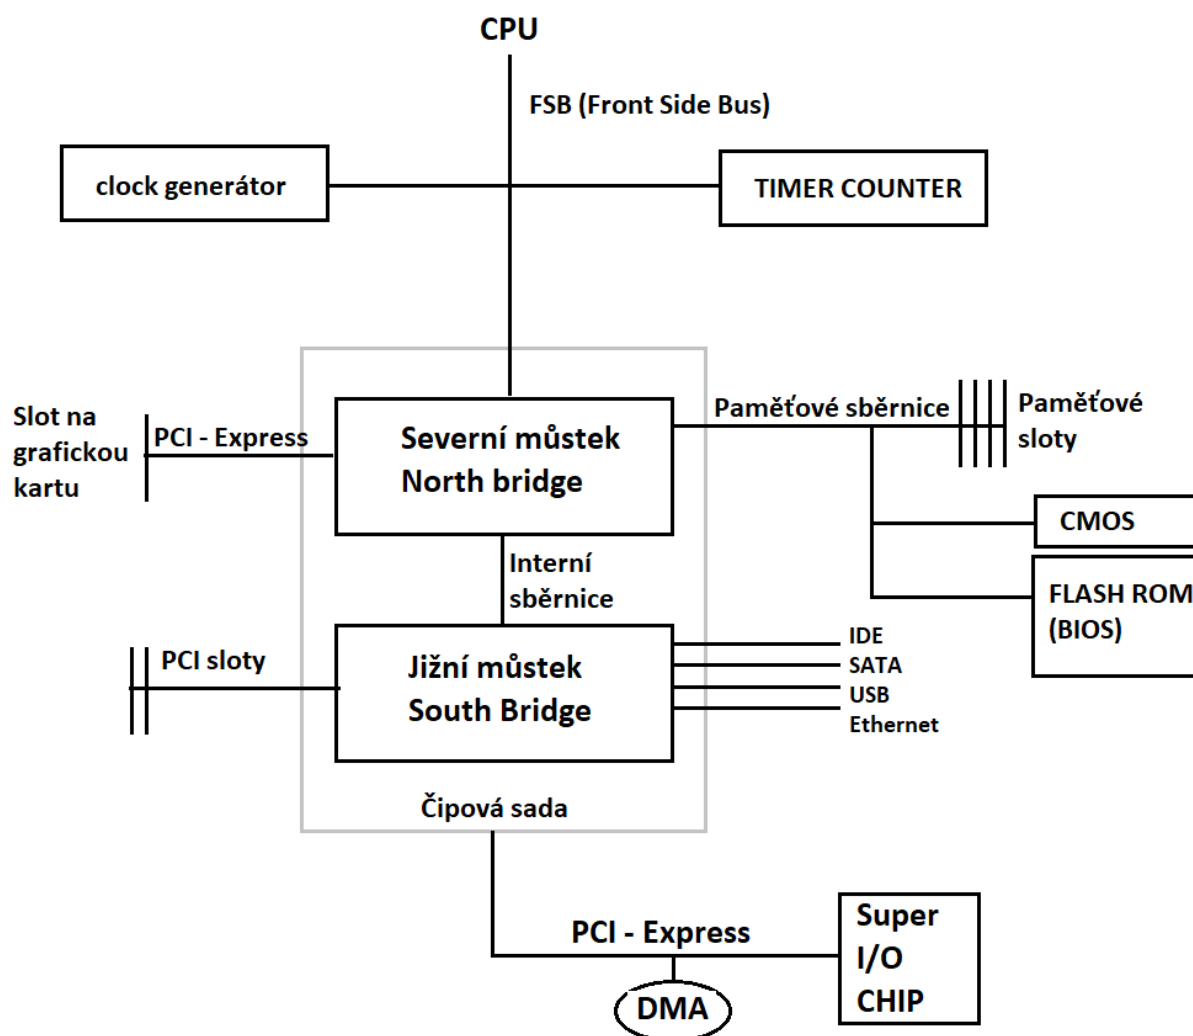 CPU
FSB (Front Side Bus)
clock generátor
TIMER COUNTER
Slot na
grafickou
kartu
PCI - Express
Severní můstek
North bridge
Paměťové sběrnice
Paměťové
sloty
CMOS
FLASH ROM
(BIOS)
Interní
sběrnice
PCI sloty
Jižní můstek
South Bridge
IDE
SATA
USB
Ethernet
Čipová sada
PCI - Express
DMA
Super
I/O
CHIP